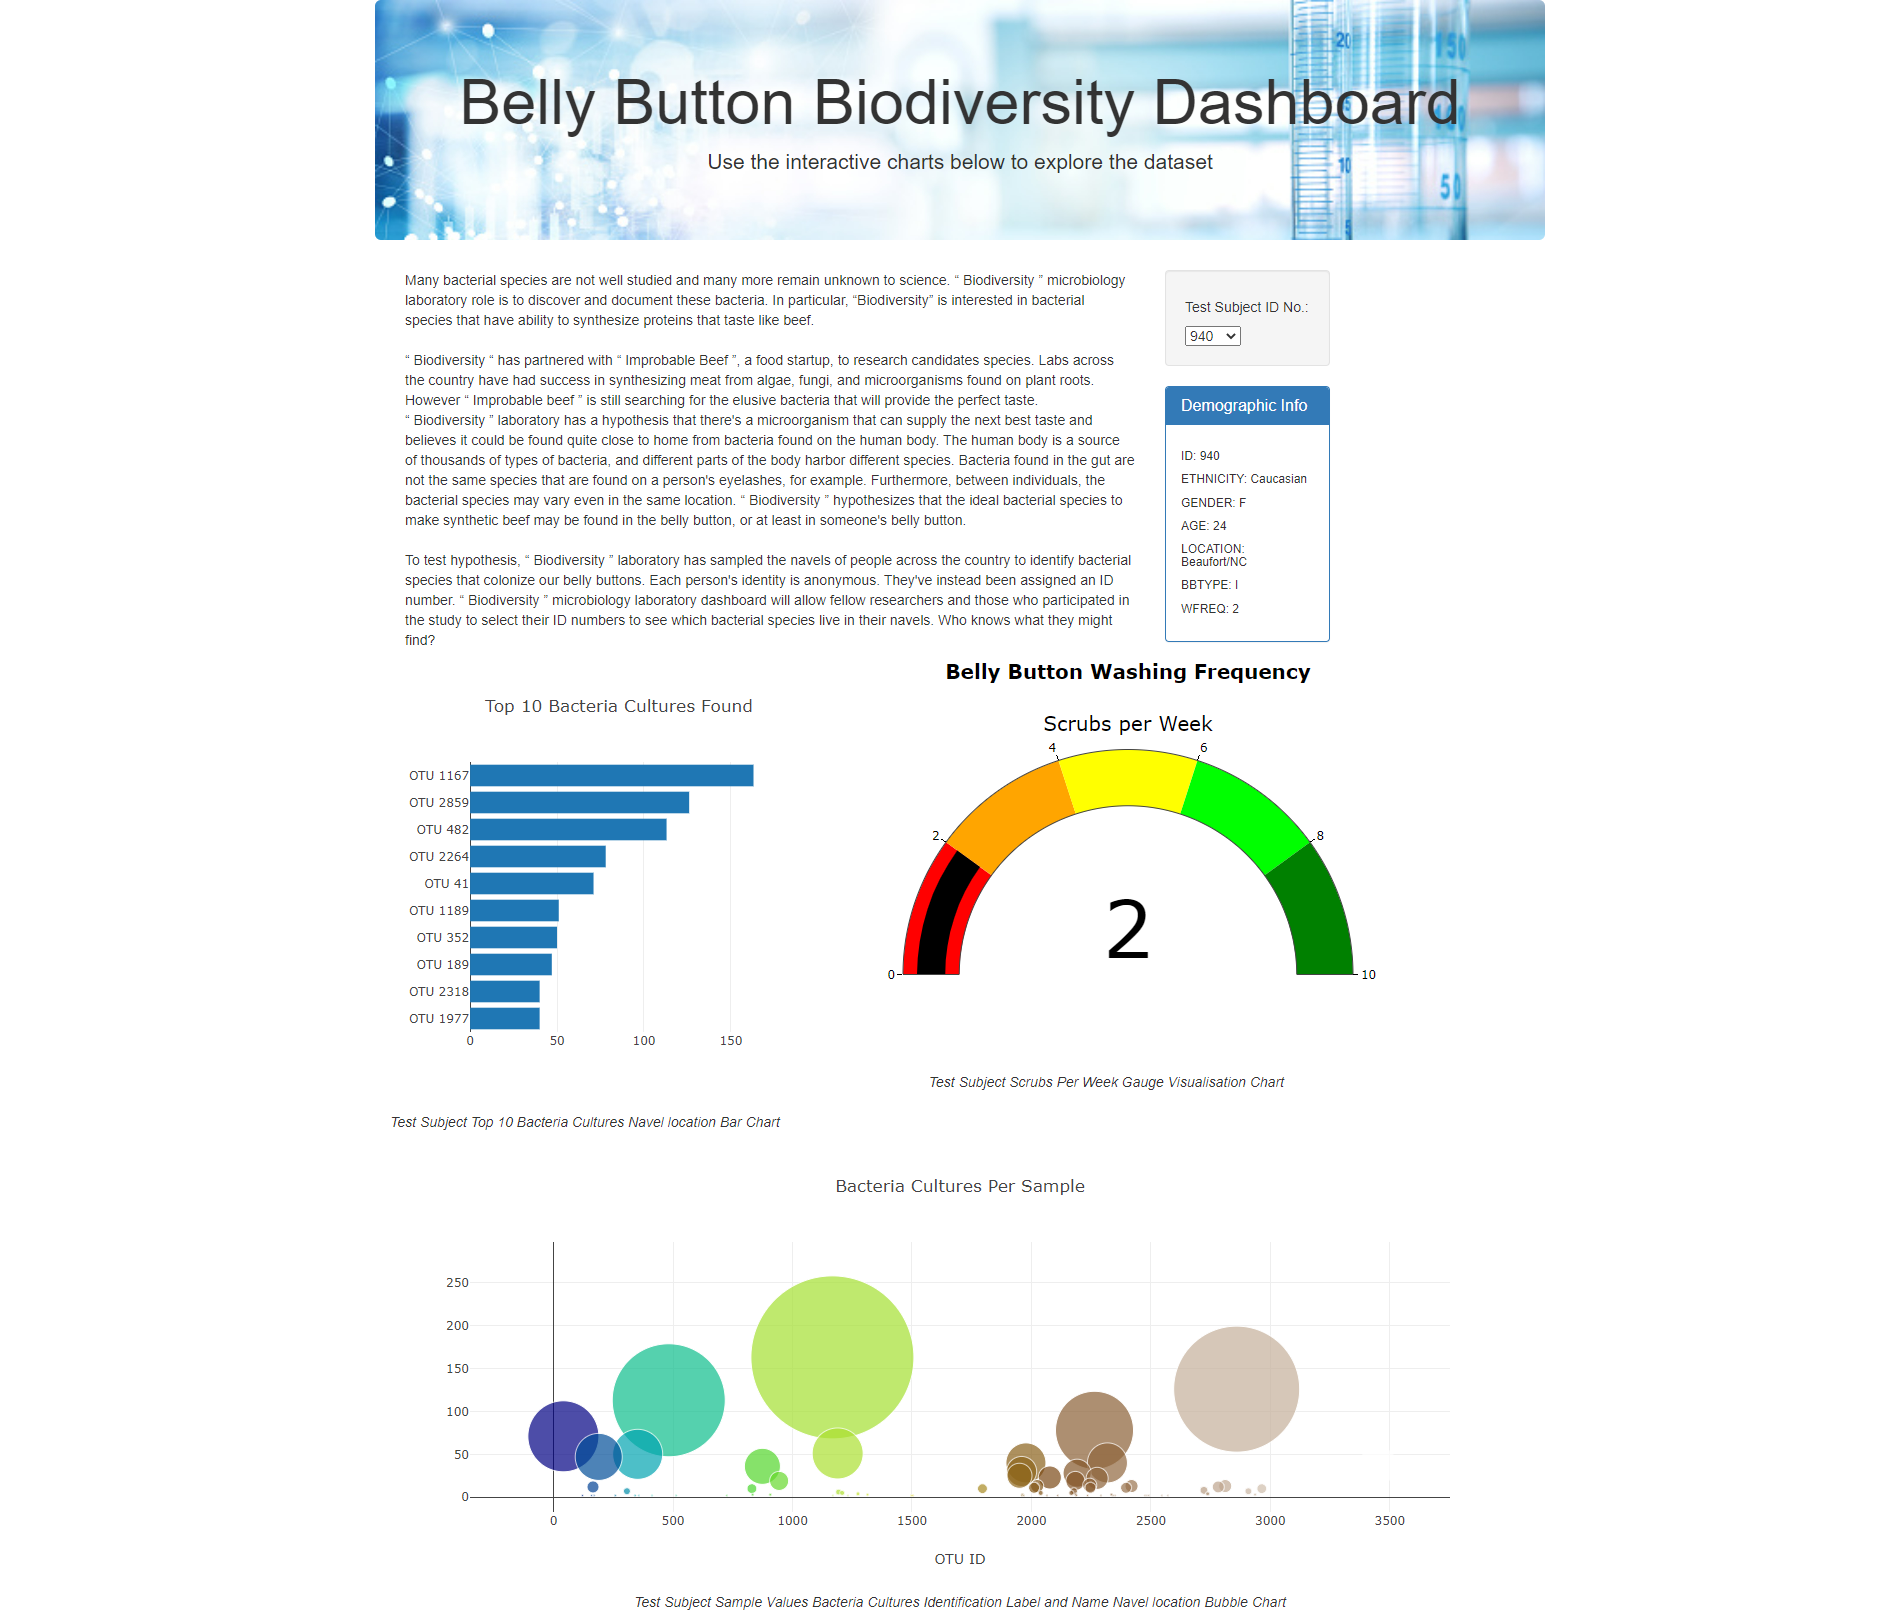 Belly Button Biodiversity Dashboard
Use the interactive charts below to explore the dataset
20
150
100
10
50
5
Many bacterial species are not well studied and many more remain unknown to science. “ Biodiversity ” microbiology
laboratory role is to discover and document these bacteria. In particular, “Biodiversity” is interested in bacterial
species that have ability to synthesize proteins that taste like beef.
“ Biodiversity “ has partnered with “ Improbable Beef ”, a food startup, to research candidates species. Labs across
the country have had success in synthesizing meat from algae, fungi, and microorganisms found on plant roots.
However “ Improbable beef ” is still searching for the elusive bacteria that will provide the perfect taste.
“ Biodiversity ” laboratory has a hypothesis that there's a microorganism that can supply the next best taste and
believes it could be found quite close to home from bacteria found on the human body. The human body is a source
of thousands of types of bacteria, and different parts of the body harbor different species. Bacteria found in the gut are
not the same species that are found on a person's eyelashes, for example. Furthermore, between individuals, the
bacterial species may vary even in the same location. “ Biodiversity ” hypothesizes that the ideal bacterial species to
make synthetic beef may be found in the belly button, or at least in someone's belly button.
To test hypothesis, “ Biodiversity ” laboratory has sampled the navels of people across the country to identify bacterial
species that colonize our belly buttons. Each person's identity is anonymous. They've instead been assigned an ID
number. “ Biodiversity ” microbiology laboratory dashboard will allow fellow researchers and those who participated in
the study to select their ID numbers to see which bacterial species live in their navels. Who knows what they might
find?
Test Subject ID No.:
940
Demographic Info
ID: 940
ETHNICITY: Caucasian
GENDER: F
AGE: 24
LOCATION:
Beaufort/NC
BBTYPE: I
WFREQ: 2
Top 10 Bacteria Cultures Found
OTU 1167
OTU 2859
OTU 482
OTU 2264
OTU 41
OTU 1189
OTU 352
OTU 189
OTU 2318
OTU 1977
0 50 100 150
Test Subject Top 10 Bacteria Cultures Navel location Bar Chart
Belly Button Washing Frequency
Scrubs per Week
4 6
2 8
2
0 10
Test Subject Scrubs Per Week Gauge Visualisation Chart
Bacteria Cultures Per Sample
250
200
150
100
50
0
0 500 1000 1500 2000 2500 3000 3500
OTU ID
Test Subject Sample Values Bacteria Cultures Identification Label and Name Navel location Bubble Chart